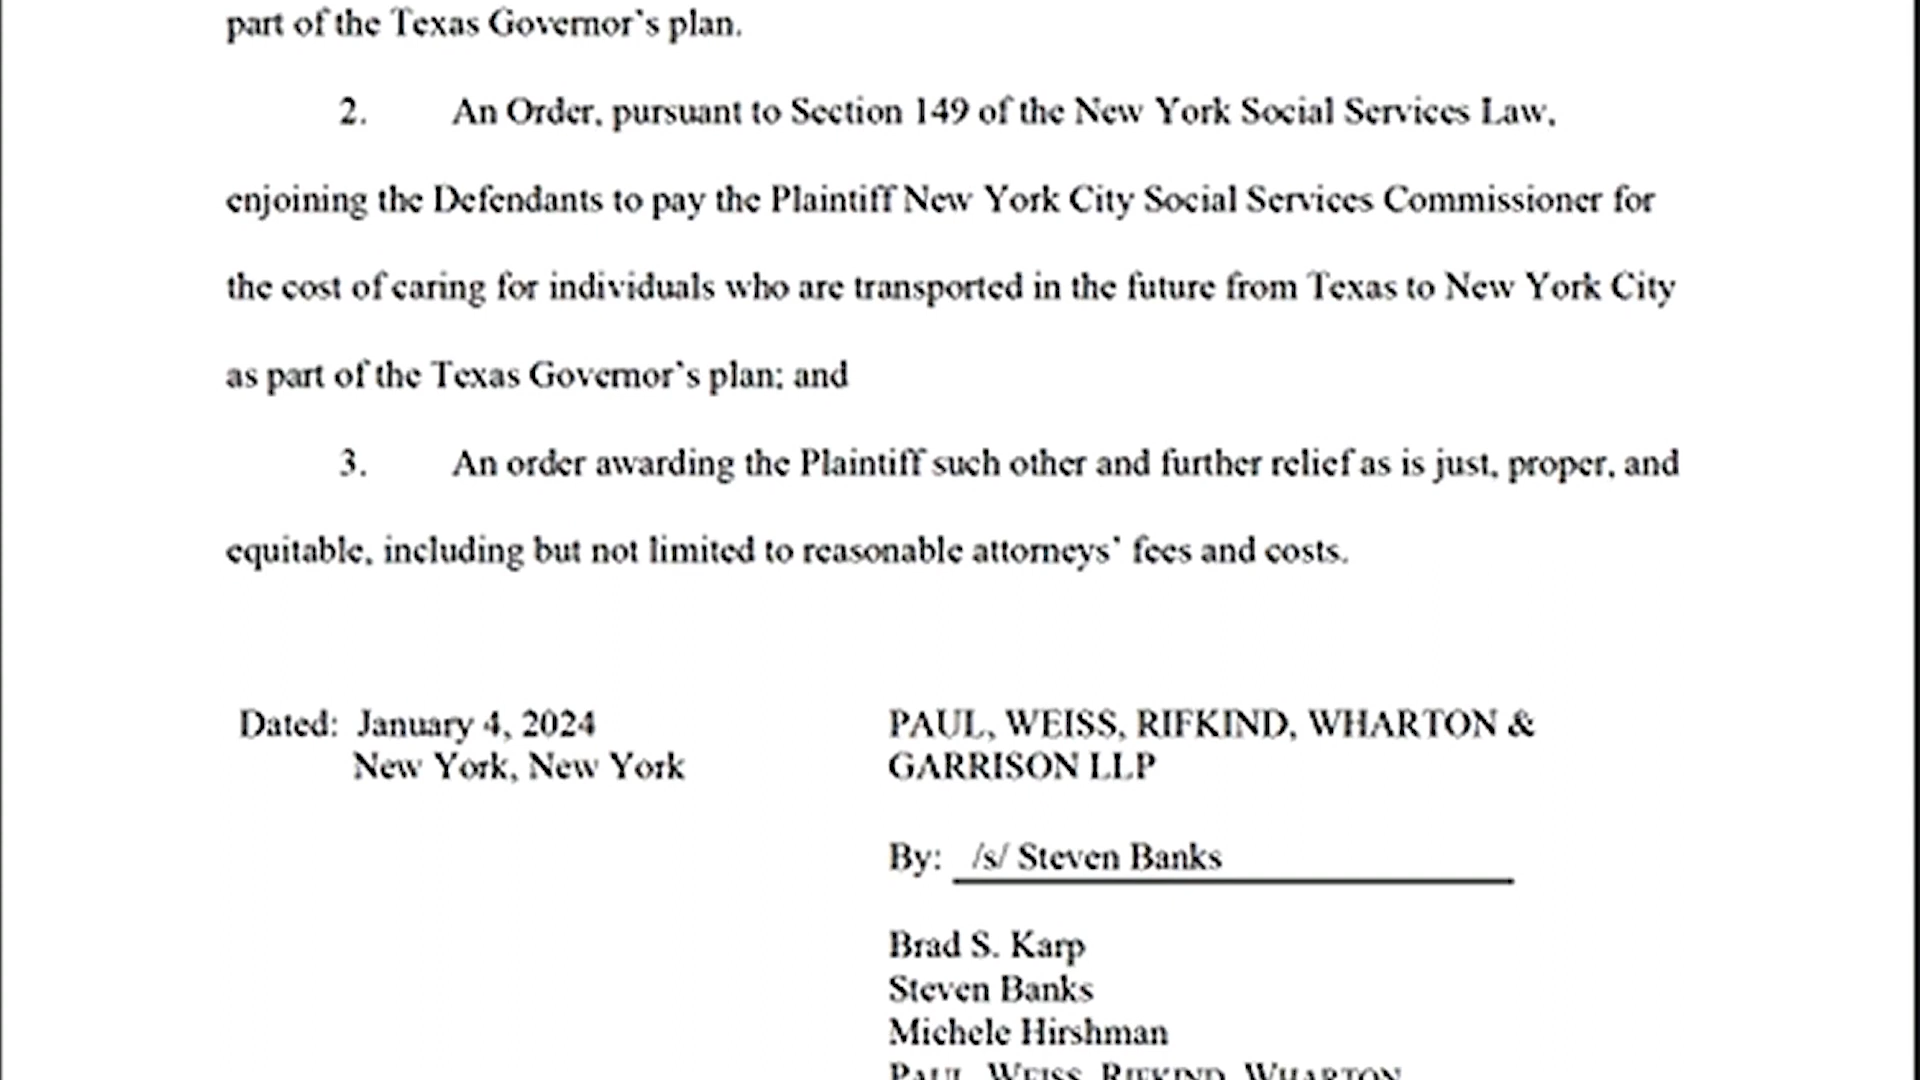 part of the Texas Governor's plan.
2. An Order, pursuant to Section 149 of the New York Social Services Law,
enjoining the Defendants to pay the Plaintiff New York City Social Services Commissioner for
the cost of caring for individuals who are transported in the future from Texas to New York City
as part of the Texas Governor's plan; and
3. An order awarding the Plaintiff such other and further relief as is just, proper, and
equitable, including but not limited to reasonable attorneys' fees and costs.
Dated: January 4, 2024
New York, New York
PAUL, WEISS, RIFKIND, WHARTON &
GARRISON LLP
By: /s/ Steven Banks
Brad S. Karp
Steven Banks
Michele Hirshman
PAUL, WEISS, RIFKIND, WHARTON